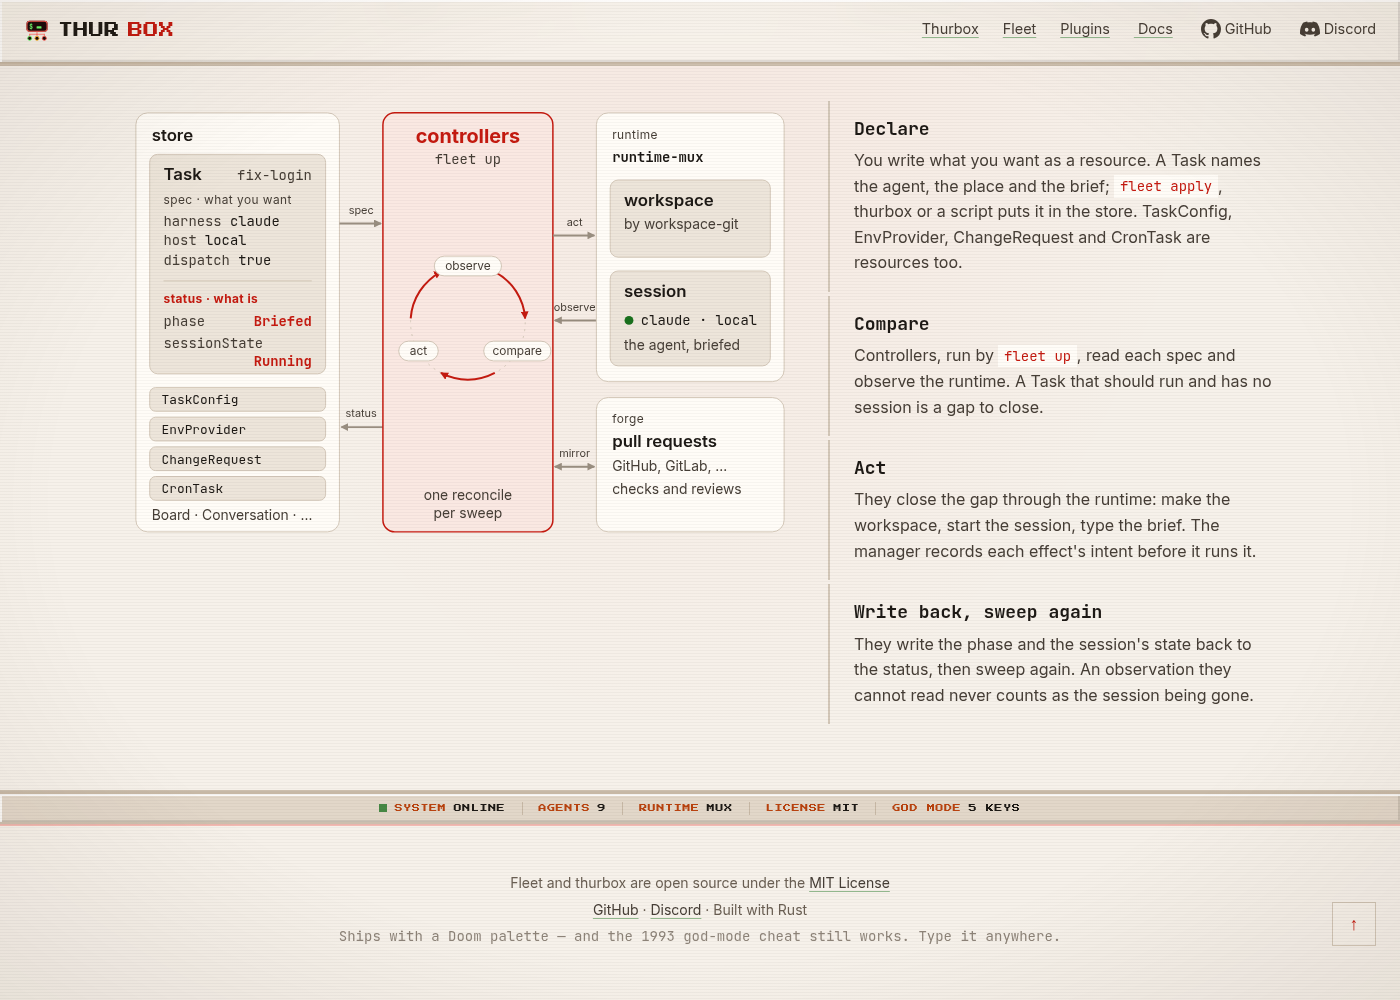 THUR BOX
Thurbox Fleet Plugins Docs GitHub Discord
store
Task fix-login
spec · what you want
harness claude
host local
dispatch true
status · what is
phase Briefed
sessionState
Running
TaskConfig
EnvProvider
ChangeRequest
CronTask
Board · Conversation · ...
spec
status
controllers
fleet up
observe
act
compare
one reconcile
per sweep
act
observe
mirror
runtime
runtime-mux
workspace
by workspace-git
session
claude · local
the agent, briefed
forge
pull requests
GitHub, GitLab, ...
checks and reviews
Declare
You write what you want as a resource. A Task names
the agent, the place and the brief; fleet apply ,
thurbox or a script puts it in the store. TaskConfig,
EnvProvider, ChangeRequest and CronTask are
resources too.
Compare
Controllers, run by fleet up , read each spec and
observe the runtime. A Task that should run and has no
session is a gap to close.
Act
They close the gap through the runtime: make the
workspace, start the session, type the brief. The
manager records each effect's intent before it runs it.
Write back, sweep again
They write the phase and the session's state back to
the status, then sweep again. An observation they
cannot read never counts as the session being gone.
SYSTEM ONLINE AGENTS 9 RUNTIME MUX LICENSE MIT GOD MODE 5 KEYS
Fleet and thurbox are open source under the MIT License
GitHub · Discord · Built with Rust
Ships with a Doom palette — and the 1993 god-mode cheat still works. Type it anywhere.
↑